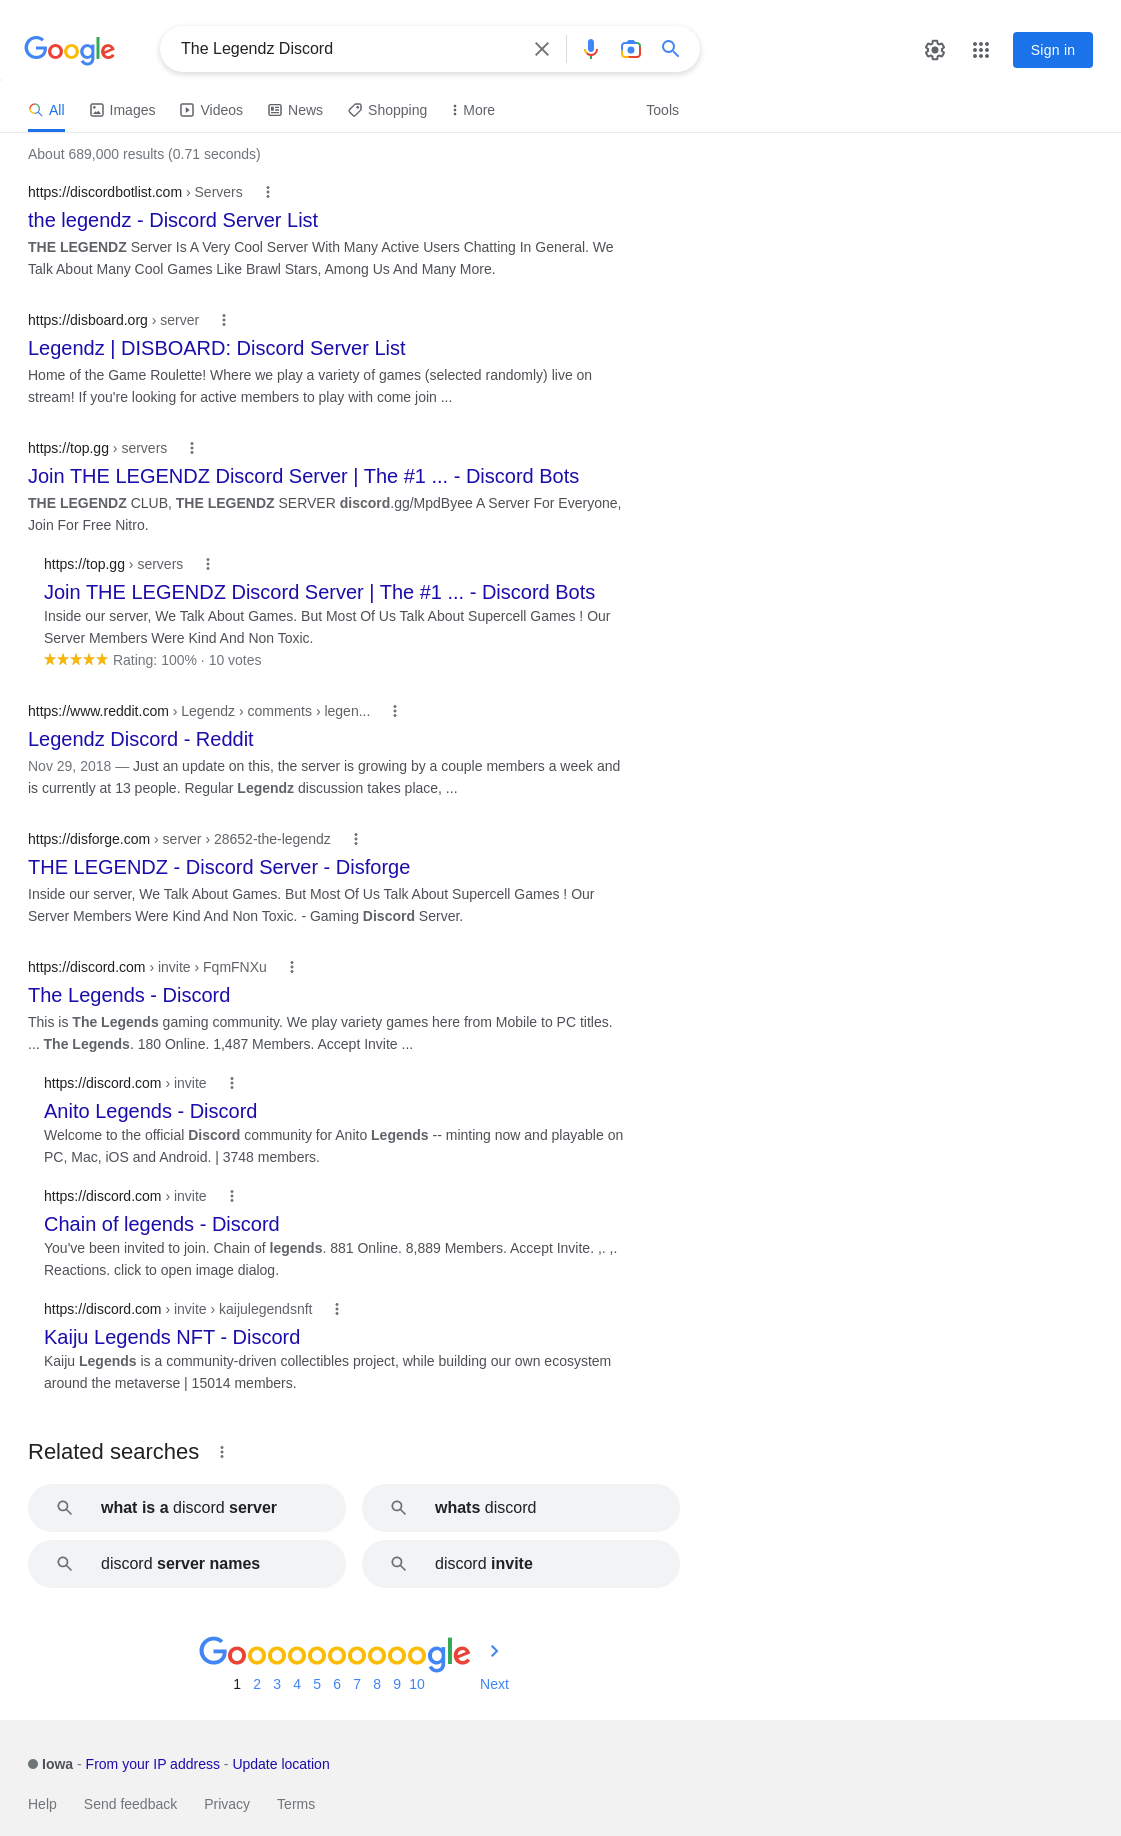 Google
The Legendz Discord
Sign in
All Images Videos News Shopping More Tools
About 689,000 results (0.71 seconds)
https://discordbotlist.com › Servers
the legendz - Discord Server List
THE LEGENDZ Server Is A Very Cool Server With Many Active Users Chatting In General. We
Talk About Many Cool Games Like Brawl Stars, Among Us And Many More.
https://disboard.org › server
Legendz | DISBOARD: Discord Server List
Home of the Game Roulette! Where we play a variety of games (selected randomly) live on
stream! If you're looking for active members to play with come join ...
https://top.gg › servers
Join THE LEGENDZ Discord Server | The #1 ... - Discord Bots
THE LEGENDZ CLUB, THE LEGENDZ SERVER discord.gg/MpdByee A Server For Everyone,
Join For Free Nitro.
https://top.gg › servers
Join THE LEGENDZ Discord Server | The #1 ... - Discord Bots
Inside our server, We Talk About Games. But Most Of Us Talk About Supercell Games ! Our
Server Members Were Kind And Non Toxic.
Rating: 100% · 10 votes
https://www.reddit.com › Legendz › comments › legen...
Legendz Discord - Reddit
Nov 29, 2018 — Just an update on this, the server is growing by a couple members a week and
is currently at 13 people. Regular Legendz discussion takes place, ...
https://disforge.com › server › 28652-the-legendz
THE LEGENDZ - Discord Server - Disforge
Inside our server, We Talk About Games. But Most Of Us Talk About Supercell Games ! Our
Server Members Were Kind And Non Toxic. - Gaming Discord Server.
https://discord.com › invite › FqmFNXu
The Legends - Discord
This is The Legends gaming community. We play variety games here from Mobile to PC titles.
... The Legends. 180 Online. 1,487 Members. Accept Invite ...
https://discord.com › invite
Anito Legends - Discord
Welcome to the official Discord community for Anito Legends -- minting now and playable on
PC, Mac, iOS and Android. | 3748 members.
https://discord.com › invite
Chain of legends - Discord
You've been invited to join. Chain of legends. 881 Online. 8,889 Members. Accept Invite. ,. ,.
Reactions. click to open image dialog.
https://discord.com › invite › kaijulegendsnft
Kaiju Legends NFT - Discord
Kaiju Legends is a community-driven collectibles project, while building our own ecosystem
around the metaverse | 15014 members.
Related searches
what is a discord server
whats discord
discord server names
discord invite
Goooooooooogle
1 2 3 4 5 6 7 8 9 10 Next
Iowa - From your IP address - Update location
Help Send feedback Privacy Terms